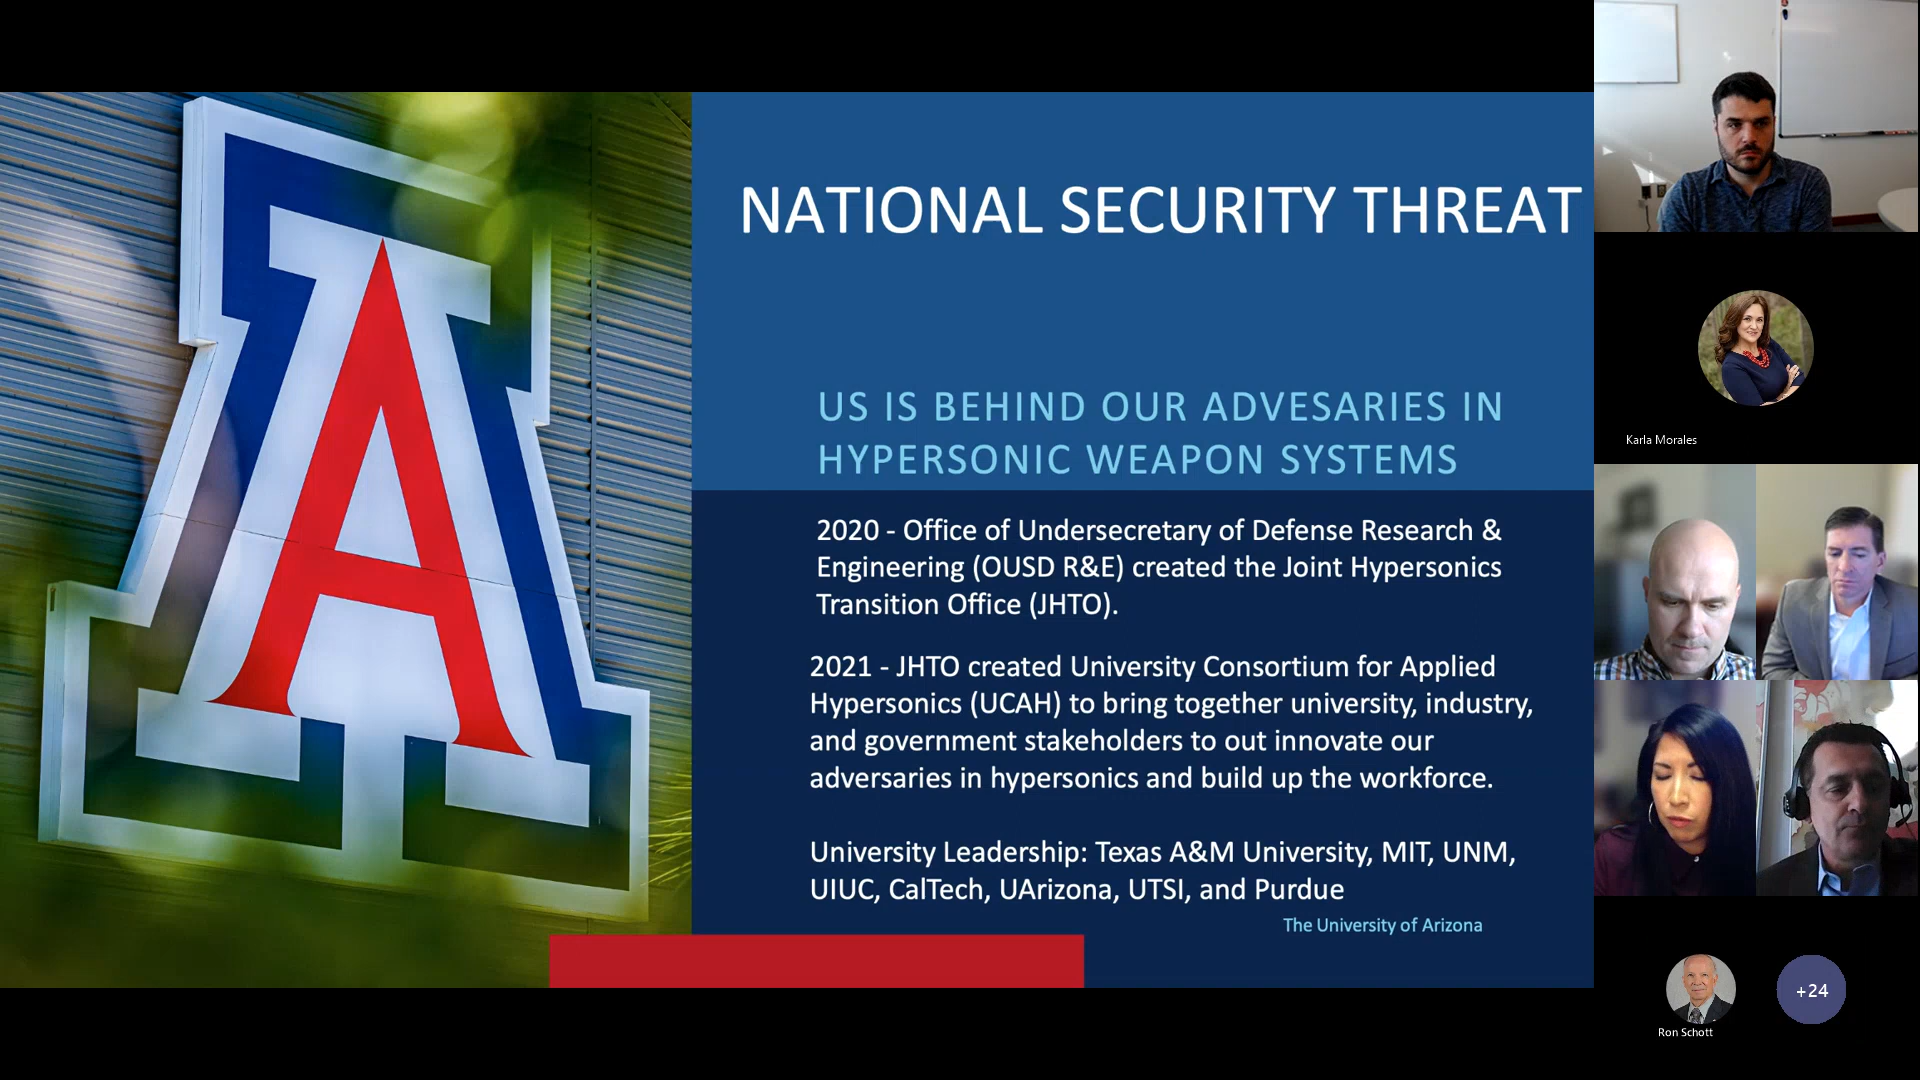 NATIONAL SECURITY THREAT
US IS BEHIND OUR ADVESARIES IN
HYPERSONIC WEAPON SYSTEMS
2020 - Office of Undersecretary of Defense Research &
Engineering (OUSD R&E) created the Joint Hypersonics
Transition Office (JHTO).
2021 - JHTO created University Consortium for Applied
Hypersonics (UCAH) to bring together university, industry,
and government stakeholders to out innovate our
adversaries in hypersonics and build up the workforce.
University Leadership: Texas A&M University, MIT, UNM,
UIUC, CalTech, UArizona, UTSI, and Purdue
The University of Arizona
A
Karla Morales
Ron Schott
+24